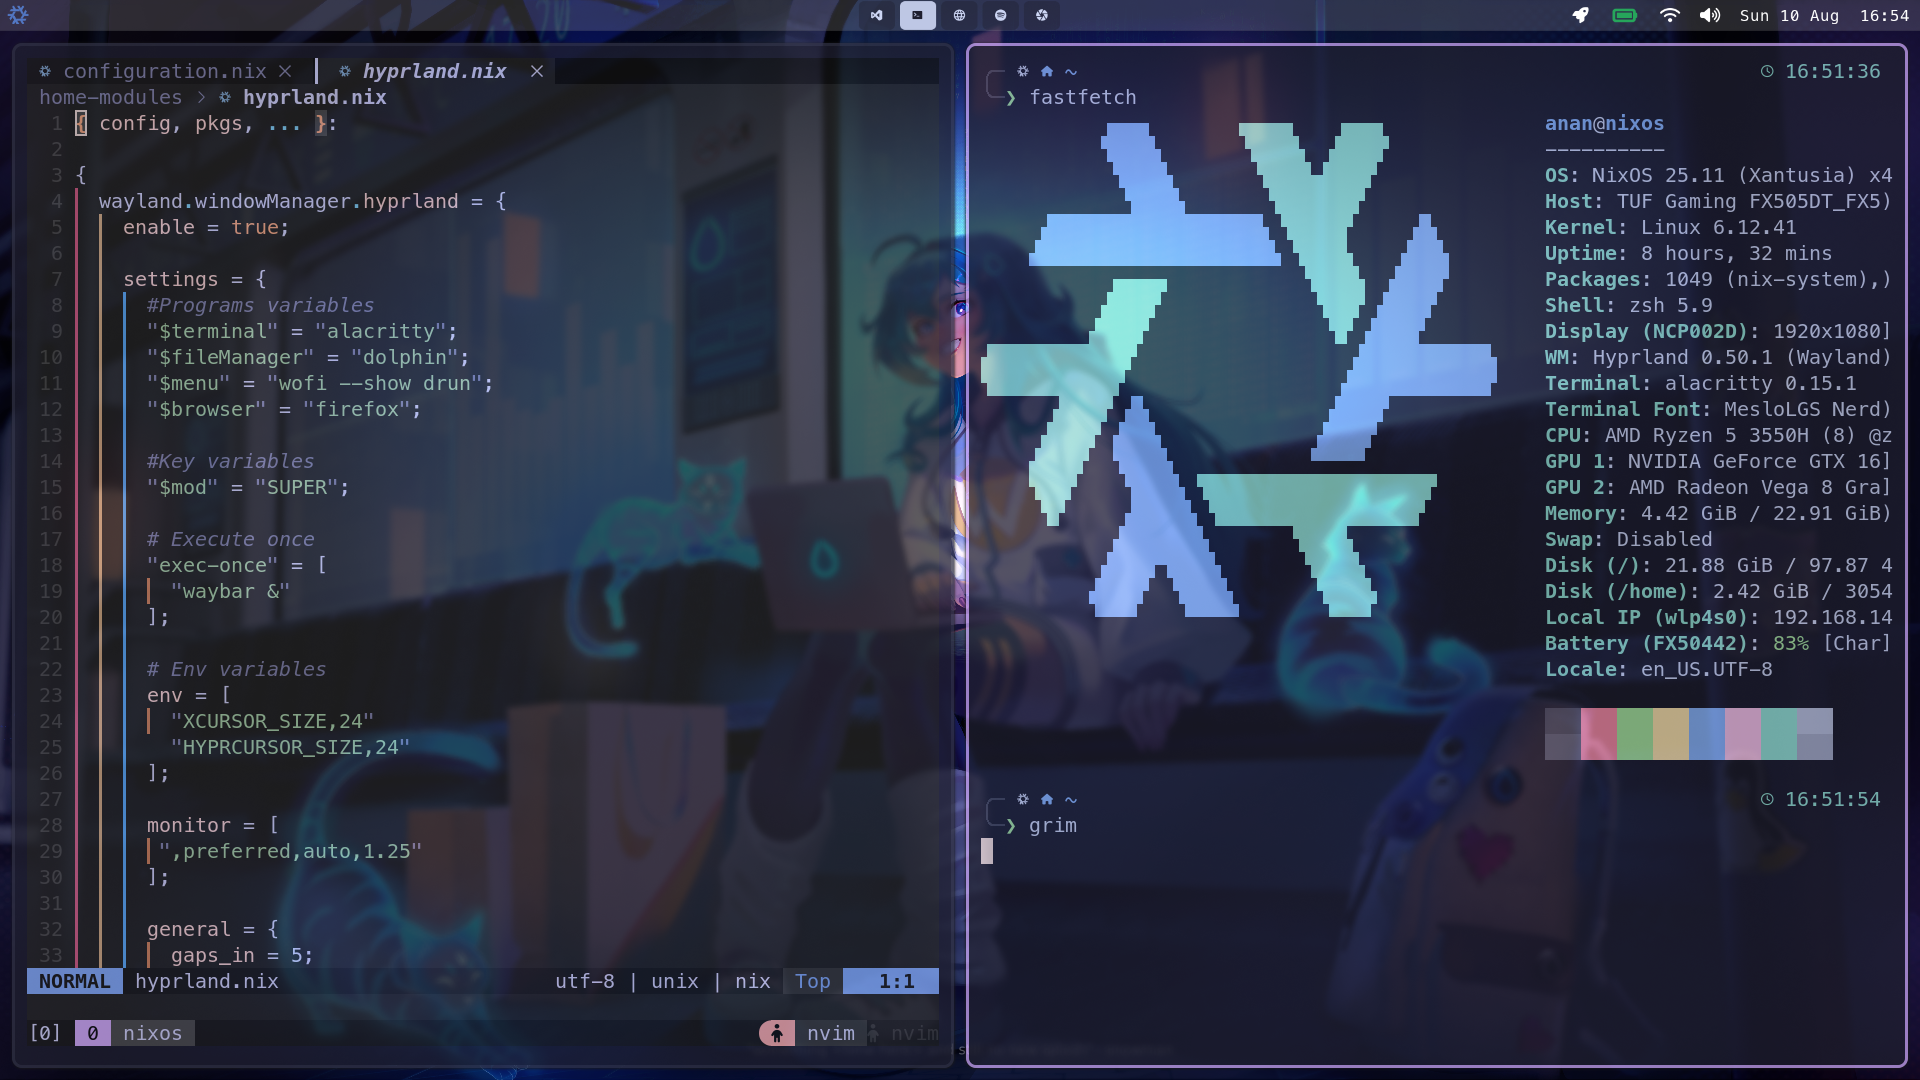 Sun 10 Aug 16:54
configuration.nix
hyprland.nix
home-modules > hyprland.nix
1 { config, pkgs, ... }:
2
3 {
4 wayland.windowManager.hyprland = {
5 enable = true;
6
7 settings = {
8 #Programs variables
9 "$terminal" = "alacritty";
10 "$fileManager" = "dolphin";
11 "$menu" = "wofi --show drun";
12 "$browser" = "firefox";
13
14 #Key variables
15 "$mod" = "SUPER";
16
17 # Execute once
18 "exec-once" = [
19 "waybar &"
20 ];
21
22 # Env variables
23 env = [
24 "XCURSOR_SIZE,24"
25 "HYPRCURSOR_SIZE,24"
26 ];
27
28 monitor = [
29 ",preferred,auto,1.25"
30 ];
31
32 general = {
33 gaps_in = 5;
NORMAL hyprland.nix utf-8 | unix | nix Top 1:1
[0] 0 nixos nvim nvim
~ 16:51:36
❯ fastfetch
anan@nixos
----------
OS: NixOS 25.11 (Xantusia) x4
Host: TUF Gaming FX505DT_FX5)
Kernel: Linux 6.12.41
Uptime: 8 hours, 32 mins
Packages: 1049 (nix-system),)
Shell: zsh 5.9
Display (NCP002D): 1920x1080]
WM: Hyprland 0.50.1 (Wayland)
Terminal: alacritty 0.15.1
Terminal Font: MesloLGS Nerd)
CPU: AMD Ryzen 5 3550H (8) @z
GPU 1: NVIDIA GeForce GTX 16]
GPU 2: AMD Radeon Vega 8 Gra]
Memory: 4.42 GiB / 22.91 GiB)
Swap: Disabled
Disk (/): 21.88 GiB / 97.87 4
Disk (/home): 2.42 GiB / 3054
Local IP (wlp4s0): 192.168.14
Battery (FX50442): 83% [Char]
Locale: en_US.UTF-8
~ 16:51:54
❯ grim